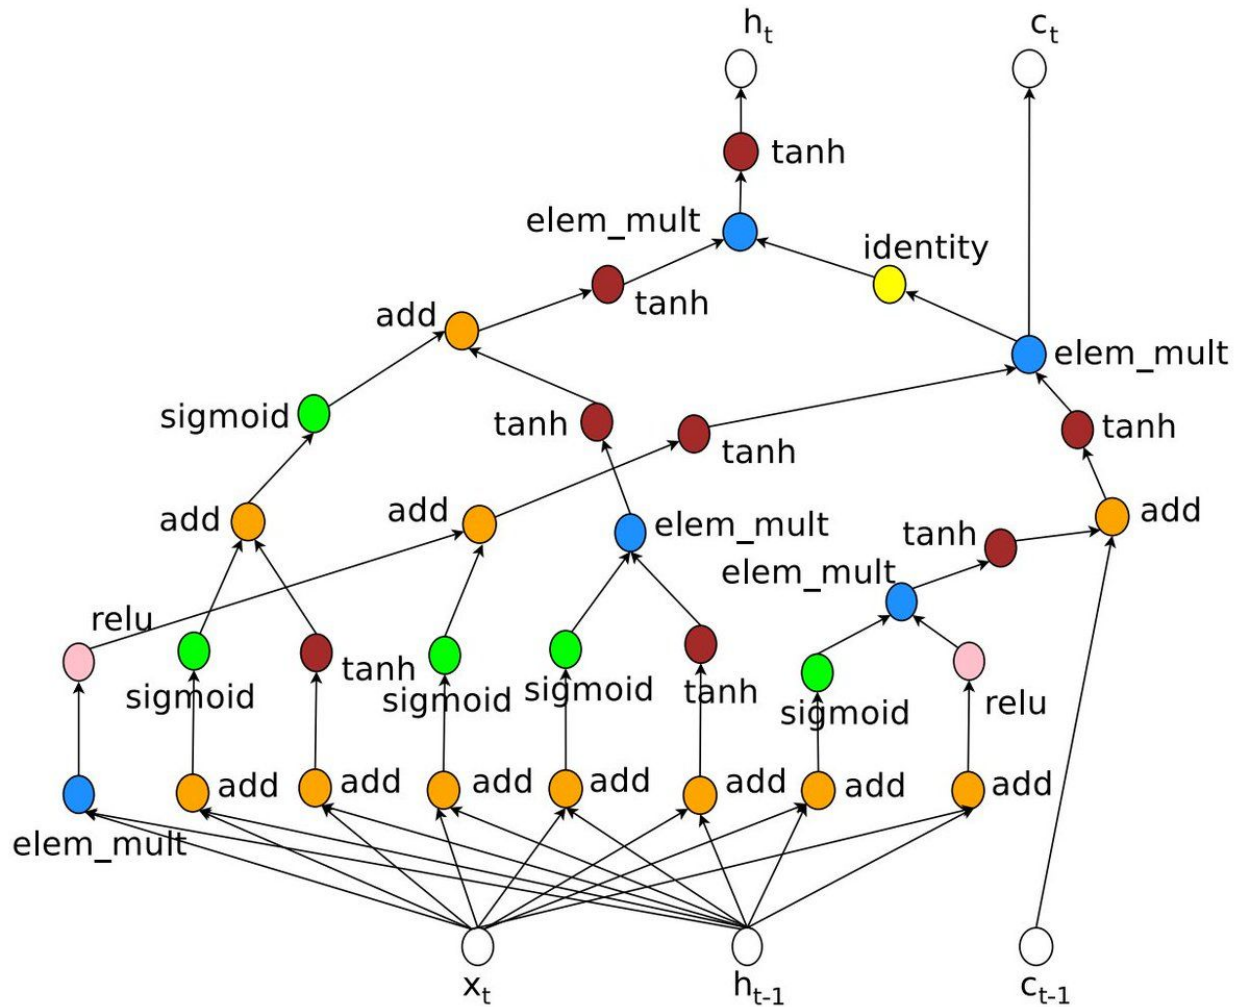 h_t c_t
tanh
elem_mult
identity
tanh
add
elem_mult
sigmoid tanh tanh tanh
add add elem_mult add
tanh
elem_mult
relu
sigmoid tanh sigmoid sigmoid tanh sigmoid relu
add add add add add add add
elem_mult
x_t h_t-1 c_t-1